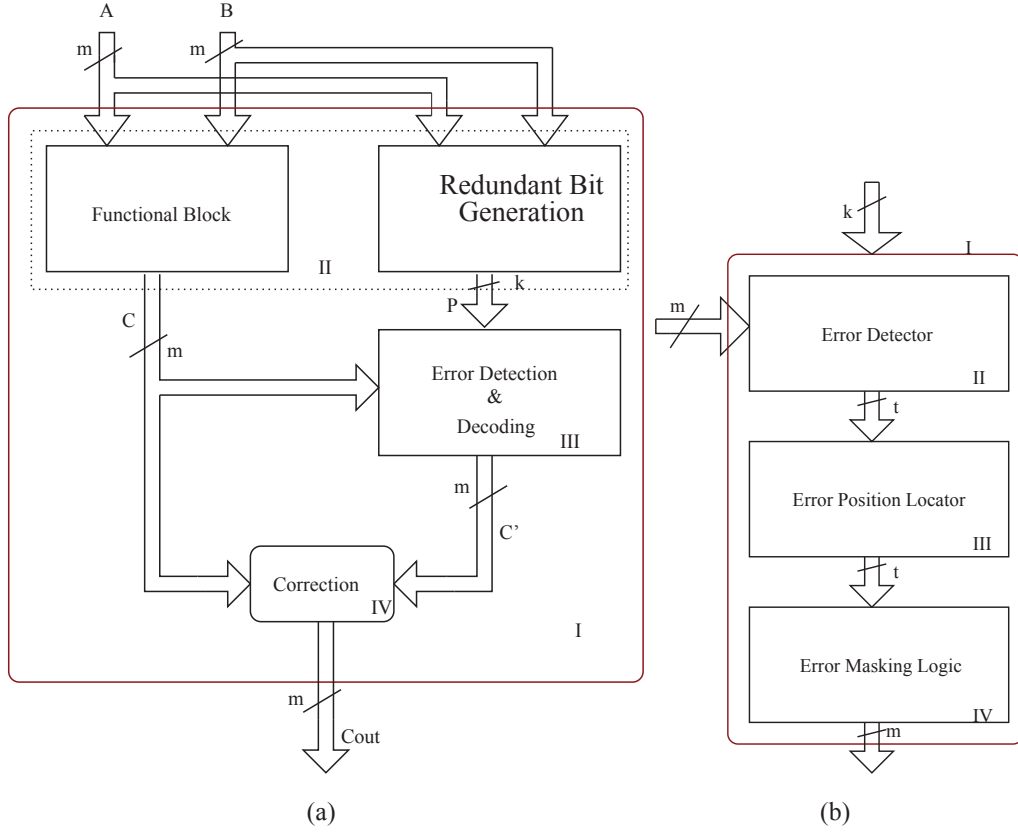 A
B
m
m
Functional Block
Redundant Bit
Generation
II
k
P
C
m
Error Detection
&
Decoding
III
m
C’
Correction
IV
I
m
Cout
(a)
k
I
m
Error Detector
II
t
Error Position Locator
III
t
Error Masking Logic
IV
m
(b)